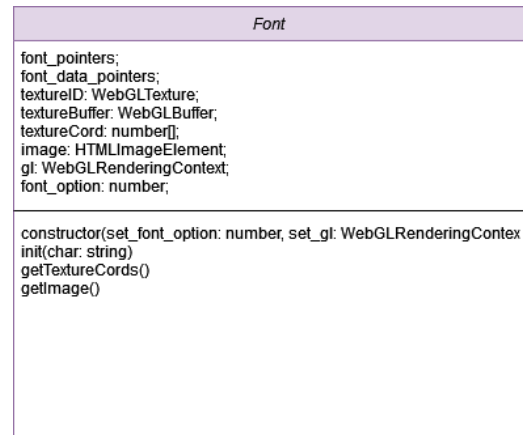 Font
font_pointers;
font_data_pointers;
textureID: WebGLTexture;
textureBuffer: WebGLBuffer;
textureCord: number[];
image: HTMLImageElement;
gl: WebGLRenderingContext;
font_option: number;
constructor(set_font_option: number, set_gl: WebGLRenderingContex
init(char: string)
getTextureCords()
getImage()